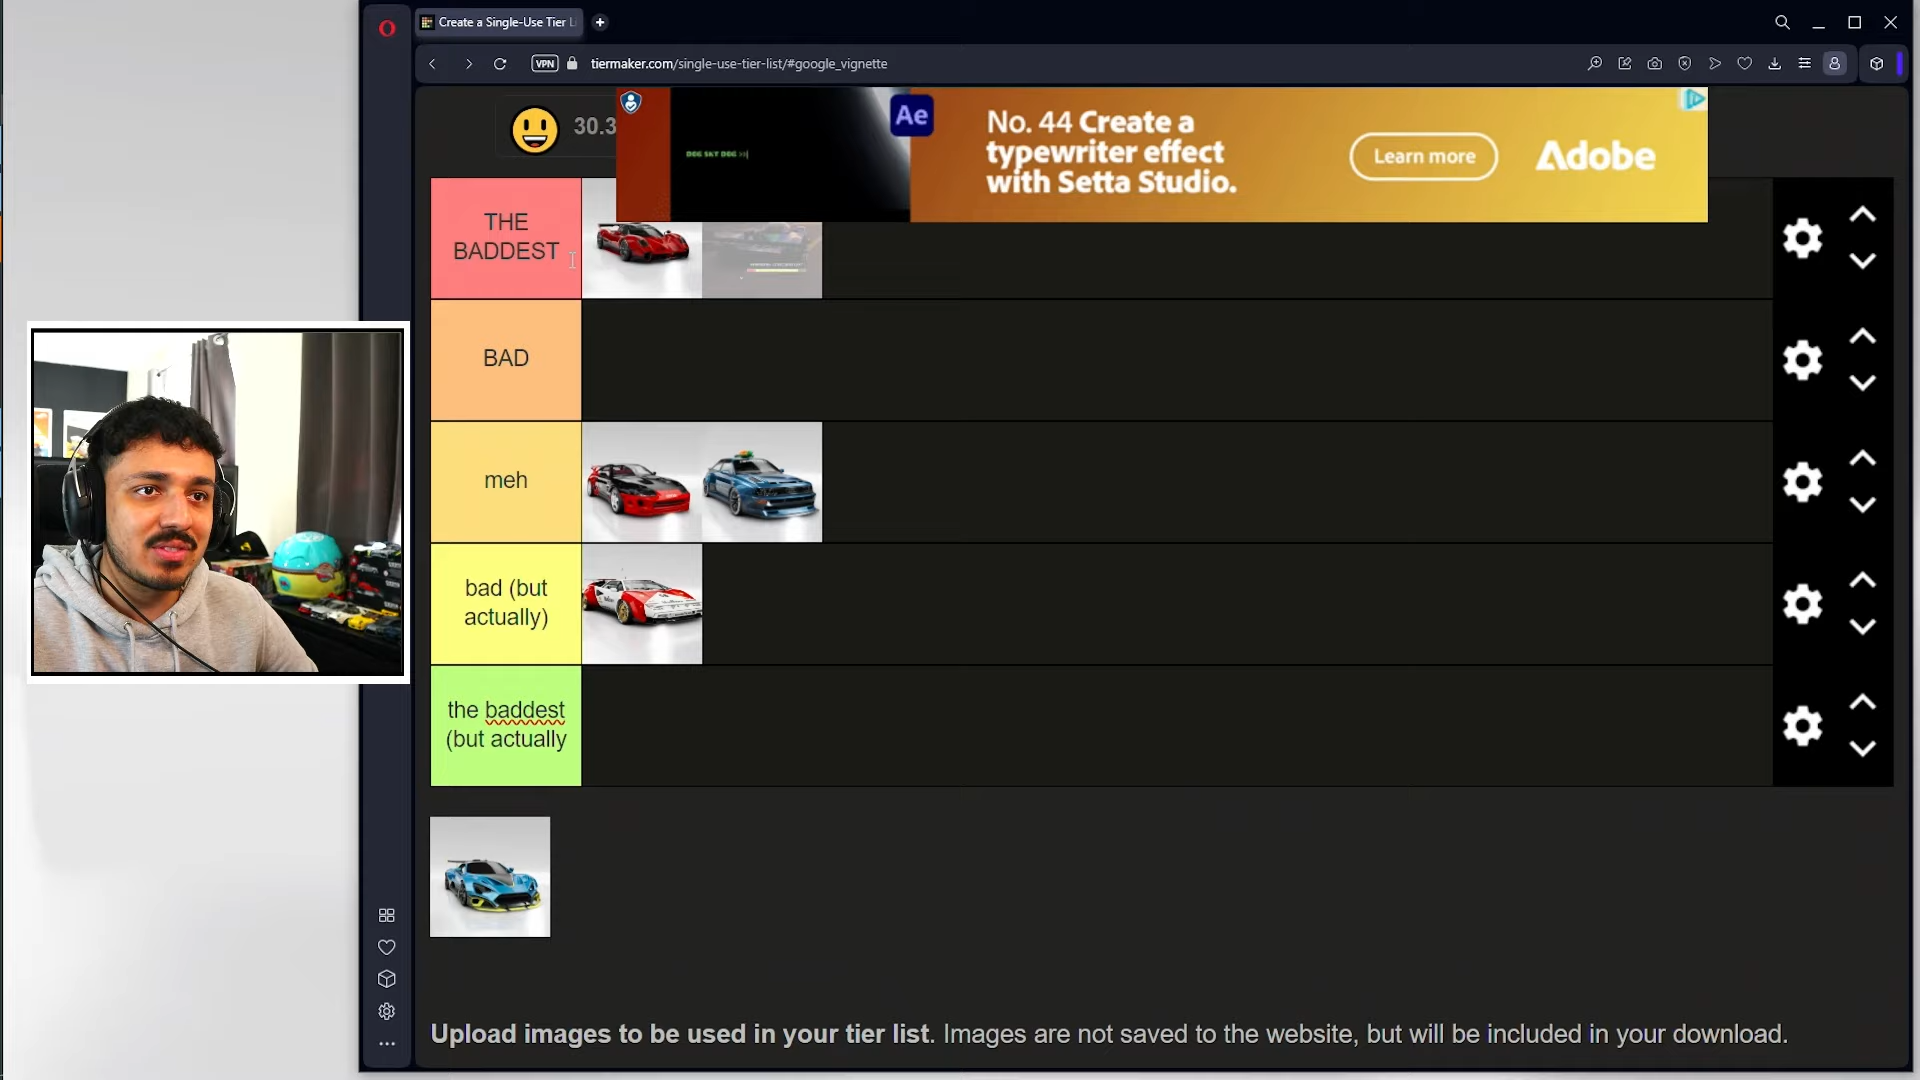 Create a Single-Use Tier L
VPN
tiermaker.com/single-use-tier-list/#google_vignette
30.3
Ae
No. 44 Create a
typewriter effect
with Setta Studio.
Learn more
Adobe
THE
BADDEST
BAD
meh
bad (but
actually)
the baddest
(but actually
Upload images to be used in your tier list. Images are not saved to the website, but will be included in your download.